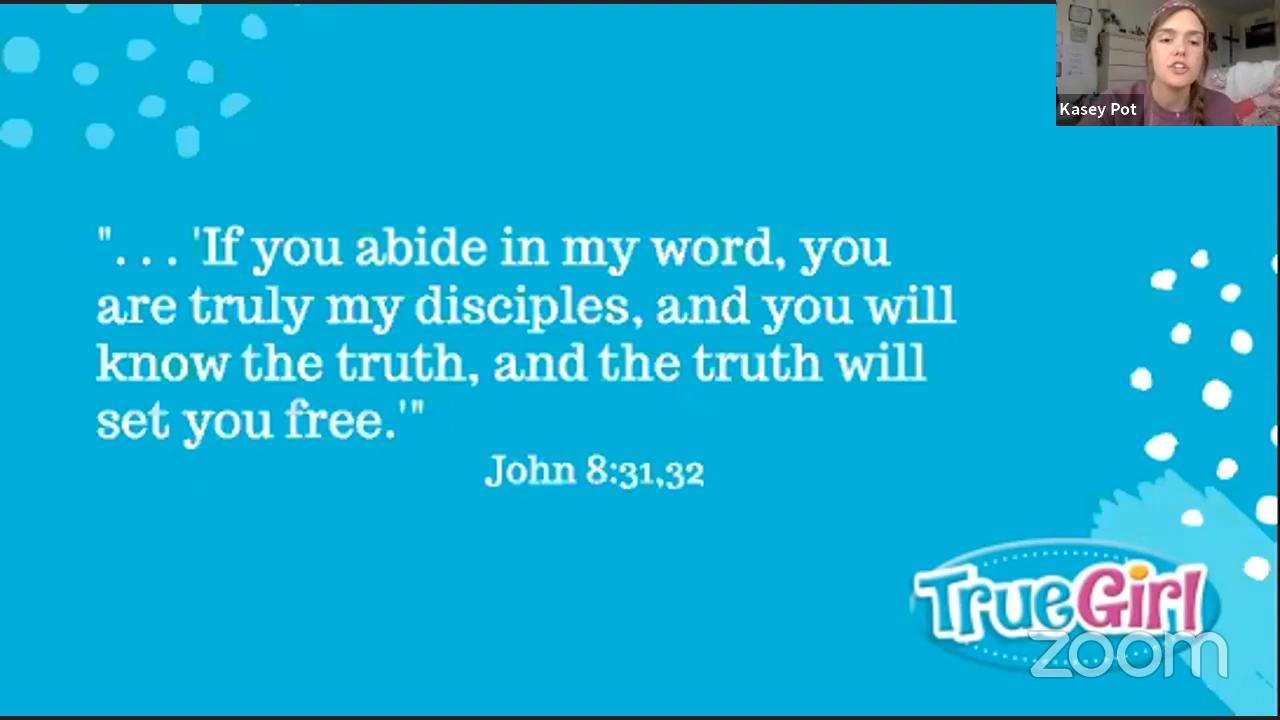 Kasey Pot
". . . 'If you abide in my word, you
are truly my disciples, and you will
know the truth, and the truth will
set you free.'"
John 8:31,32
TrueGirl
zoom